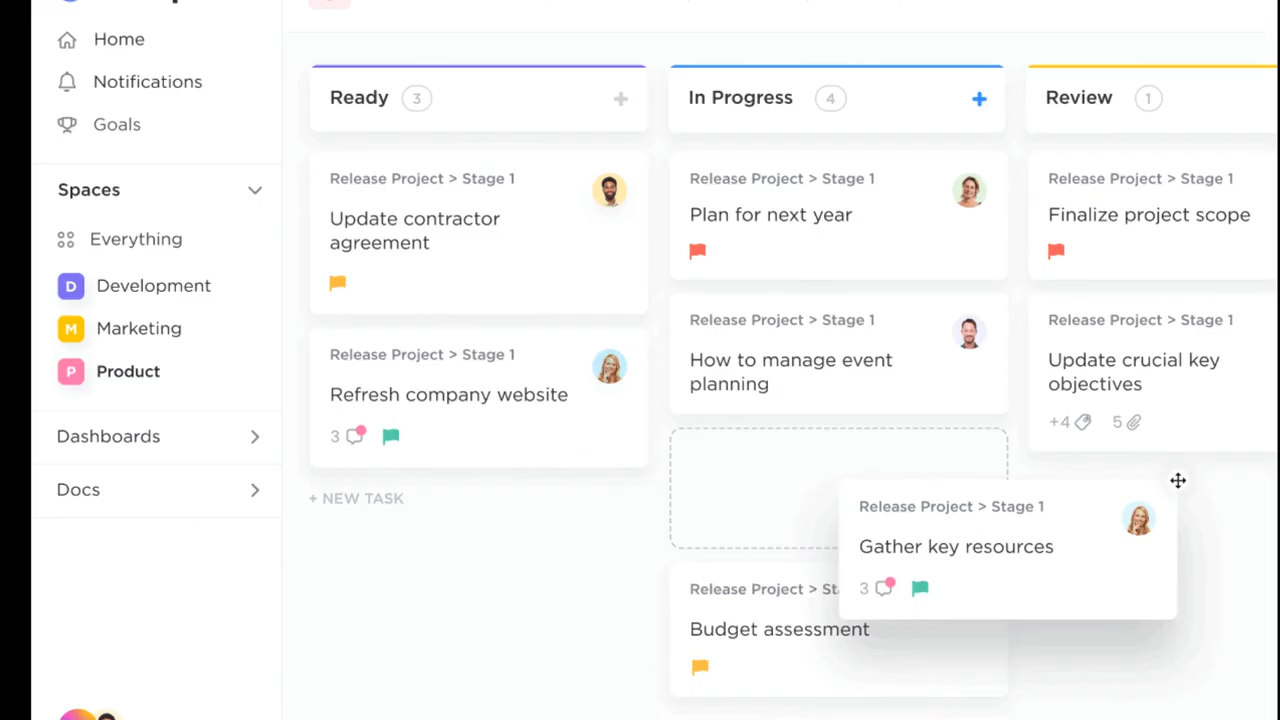 Home
Notifications
Goals
Spaces
Everything
D Development
M Marketing
P Product
Dashboards
Docs
Ready 3 +
Release Project > Stage 1
Update contractor
agreement
Release Project > Stage 1
Refresh company website
3
+ NEW TASK
In Progress 4 +
Release Project > Stage 1
Plan for next year
Release Project > Stage 1
How to manage event
planning
Release Project > Stage 1
Gather key resources
3
Release Project > St
Budget assessment
Review 1
Release Project > Stage 1
Finalize project scope
Release Project > Stage 1
Update crucial key
objectives
+4 5